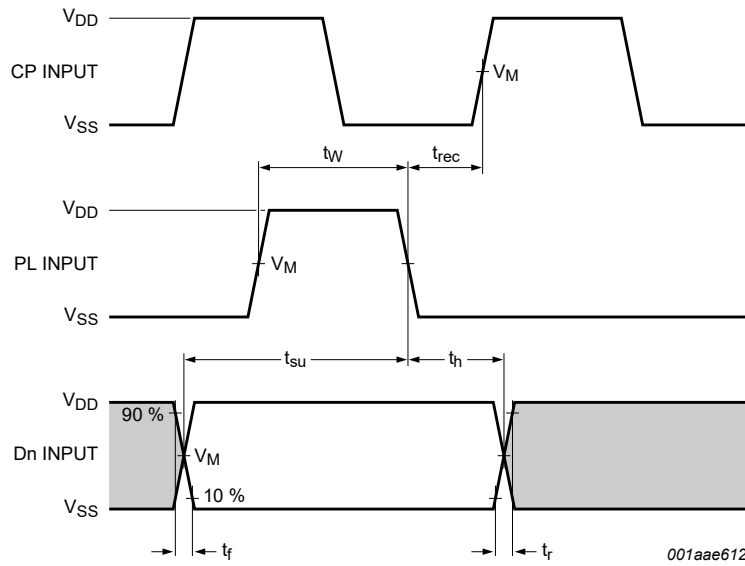 VDD
CP INPUT
VM
VSS
tW
trec
VDD
PL INPUT
VM
VSS
tsu
th
VDD
90 %
Dn INPUT
VM
10 %
VSS
tf
tr
001aae612